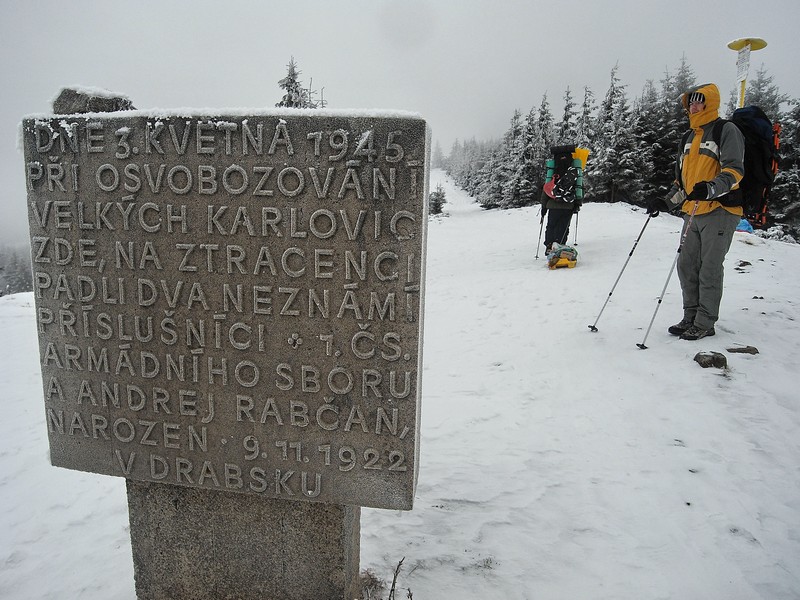 DNE 3. KVĚTNA 1945
PŘI OSVOBOZOVÁNÍ
VELKÝCH KARLOVIC
ZDE, NA ZTRACENCI
PADLI DVA NEZNÁMÍ
PŘÍSLUŠNÍCI · 1. ČS.
ARMÁDNÍHO SBORU
A ANDREJ RABČAN,
NAROZEN · 9. 11. 1922
V DRABSKU